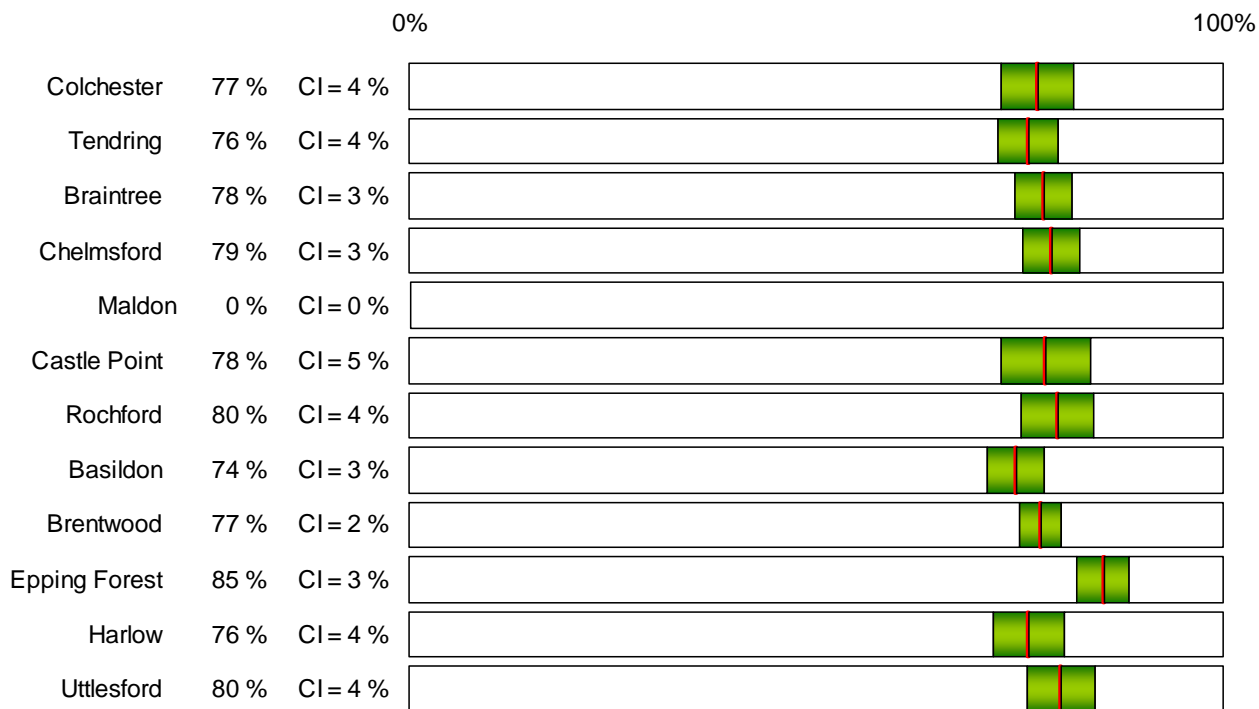 0% 100%
Colchester 77 % CI = 4 %
Tendring 76 % CI = 4 %
Braintree 78 % CI = 3 %
Chelmsford 79 % CI = 3 %
Maldon 0 % CI = 0 %
Castle Point 78 % CI = 5 %
Rochford 80 % CI = 4 %
Basildon 74 % CI = 3 %
Brentwood 77 % CI = 2 %
Epping Forest 85 % CI = 3 %
Harlow 76 % CI = 4 %
Uttlesford 80 % CI = 4 %